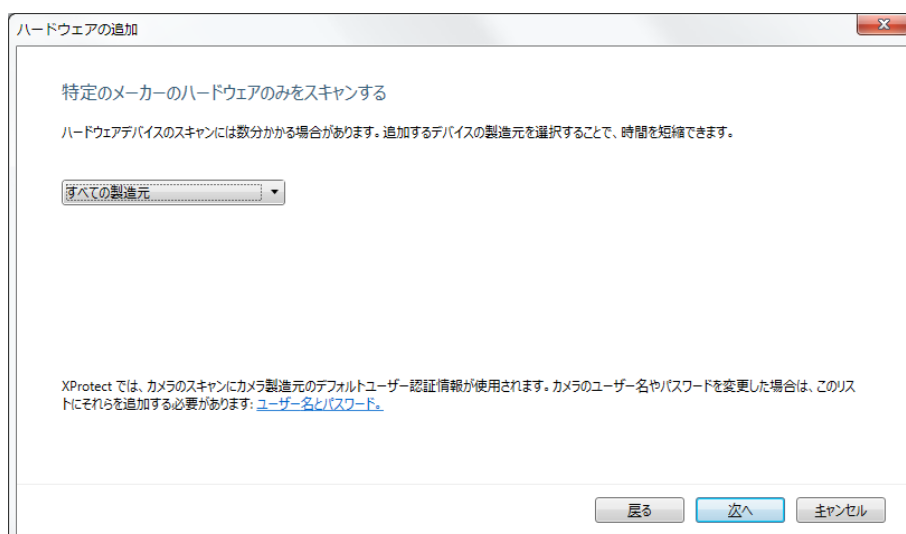 ハードウェアの追加
特定のメーカーのハードウェアのみをスキャンする
ハードウェアデバイスのスキャンには数分かかる場合があります。追加するデバイスの製造元を選択することで、時間を短縮できます。
すべての製造元
XProtect では、カメラのスキャンにカメラ製造元のデフォルトユーザー認証情報が使用されます。カメラのユーザー名やパスワードを変更した場合は、このリス
トにそれらを追加する必要があります: ユーザー名とパスワード。
戻る 次へ キャンセル